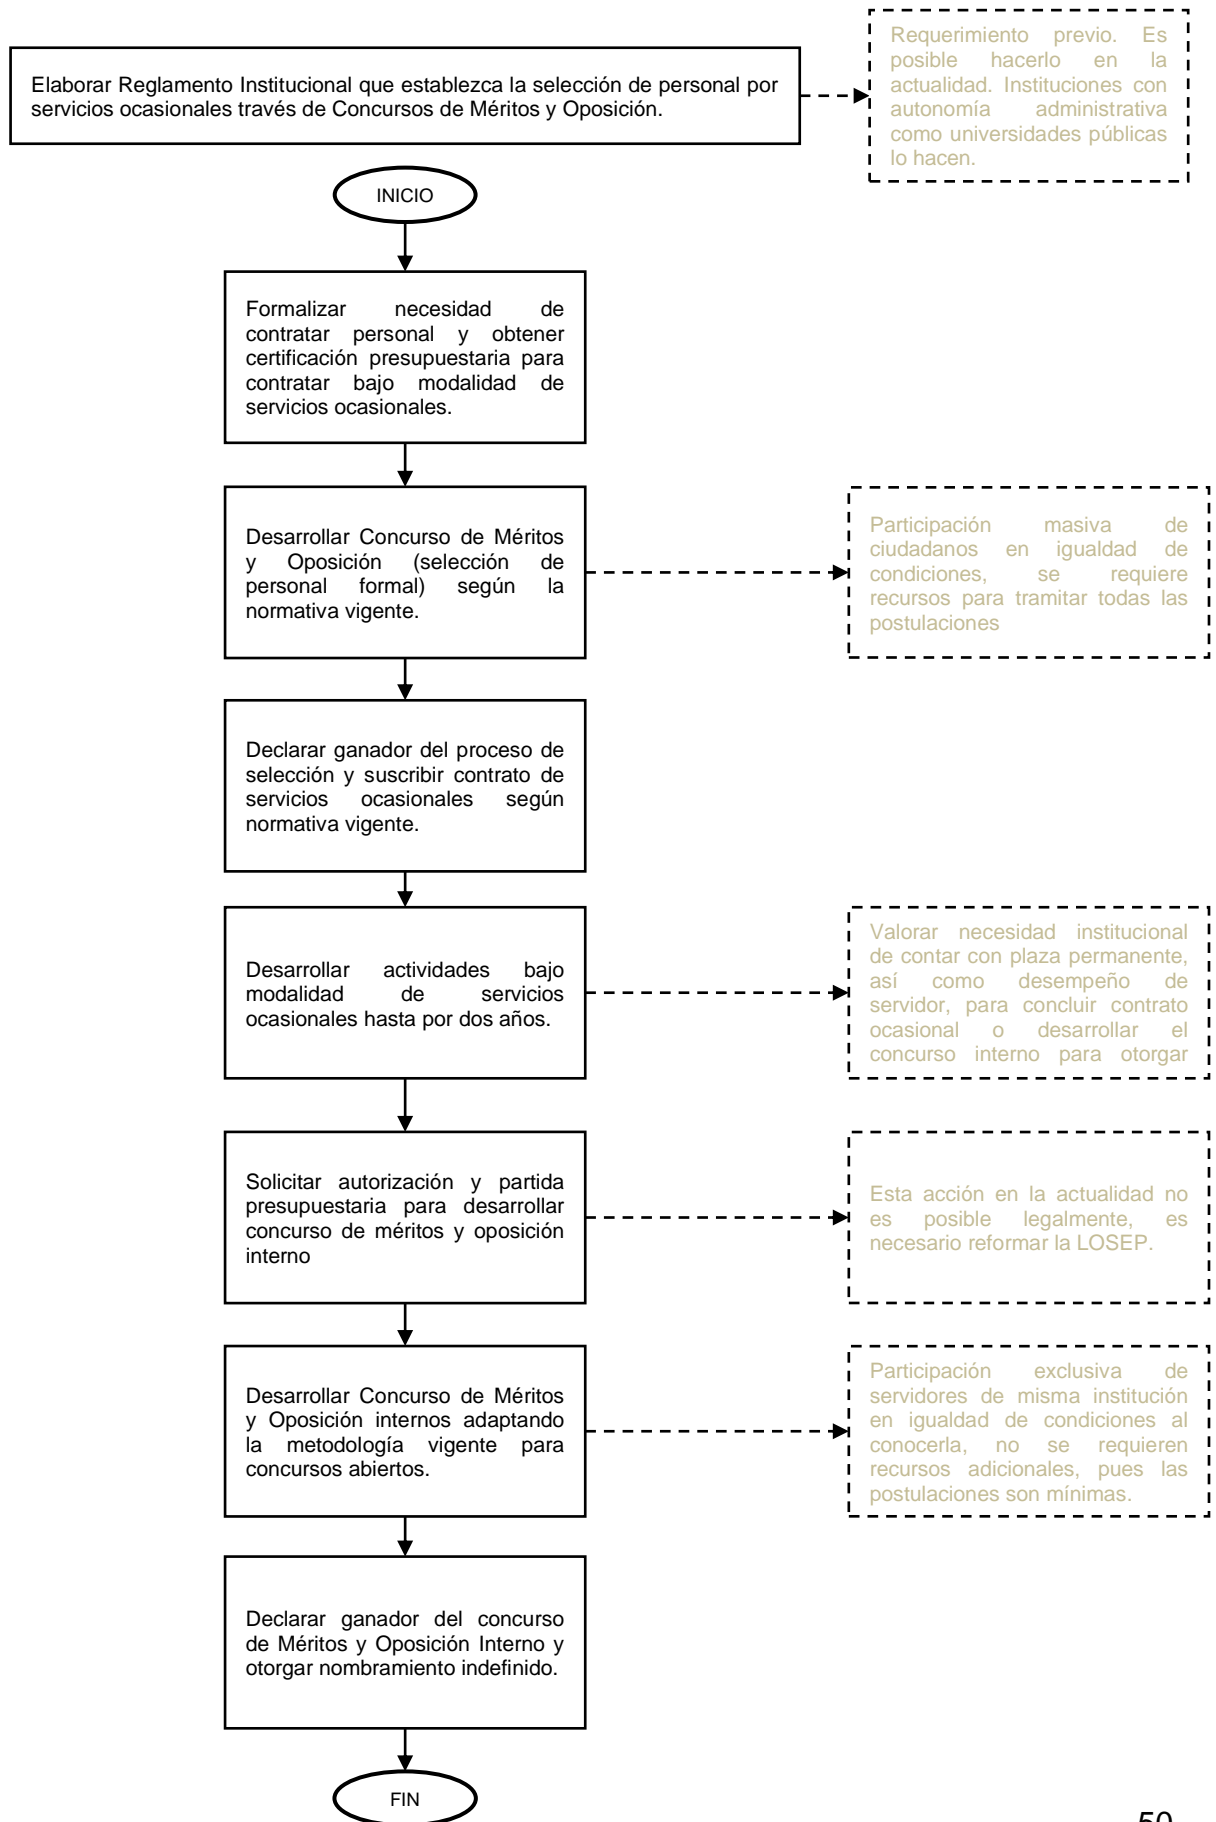 Elaborar Reglamento Institucional que establezca la selección de personal por
servicios ocasionales través de Concursos de Méritos y Oposición.
Requerimiento previo. Es
posible hacerlo en la
actualidad. Instituciones con
autonomía administrativa
como universidades públicas
lo hacen.
INICIO
Formalizar necesidad de
contratar personal y obtener
certificación presupuestaria para
contratar bajo modalidad de
servicios ocasionales.
Desarrollar Concurso de Méritos
y Oposición (selección de
personal formal) según la
normativa vigente.
Participación masiva de
ciudadanos en igualdad de
condiciones, se requiere
recursos para tramitar todas las
postulaciones
Declarar ganador del proceso de
selección y suscribir contrato de
servicios ocasionales según
normativa vigente.
Desarrollar actividades bajo
modalidad de servicios
ocasionales hasta por dos años.
Valorar necesidad institucional
de contar con plaza permanente,
así como desempeño de
servidor, para concluir contrato
ocasional o desarrollar el
concurso interno para otorgar
Solicitar autorización y partida
presupuestaria para desarrollar
concurso de méritos y oposición
interno
Esta acción en la actualidad no
es posible legalmente, es
necesario reformar la LOSEP.
Desarrollar Concurso de Méritos
y Oposición internos adaptando
la metodología vigente para
concursos abiertos.
Participación exclusiva de
servidores de misma institución
en igualdad de condiciones al
conocerla, no se requieren
recursos adicionales, pues las
postulaciones son mínimas.
Declarar ganador del concurso
de Méritos y Oposición Interno y
otorgar nombramiento indefinido.
FIN
50